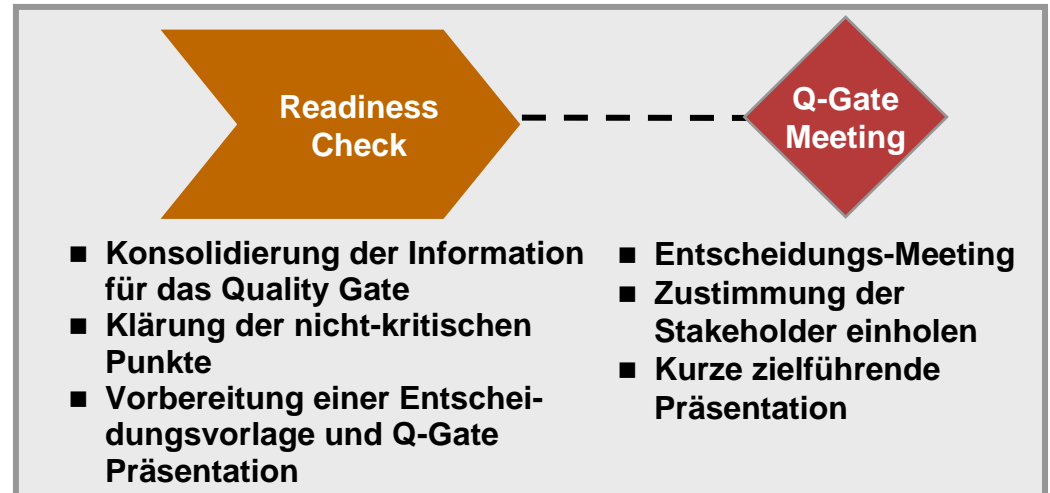 Readiness
Check
Q-Gate
Meeting
■ Konsolidierung der Information
für das Quality Gate
■ Klärung der nicht-kritischen
Punkte
■ Vorbereitung einer Entschei-
dungsvorlage und Q-Gate
Präsentation
■ Entscheidungs-Meeting
■ Zustimmung der
Stakeholder einholen
■ Kurze zielführende
Präsentation